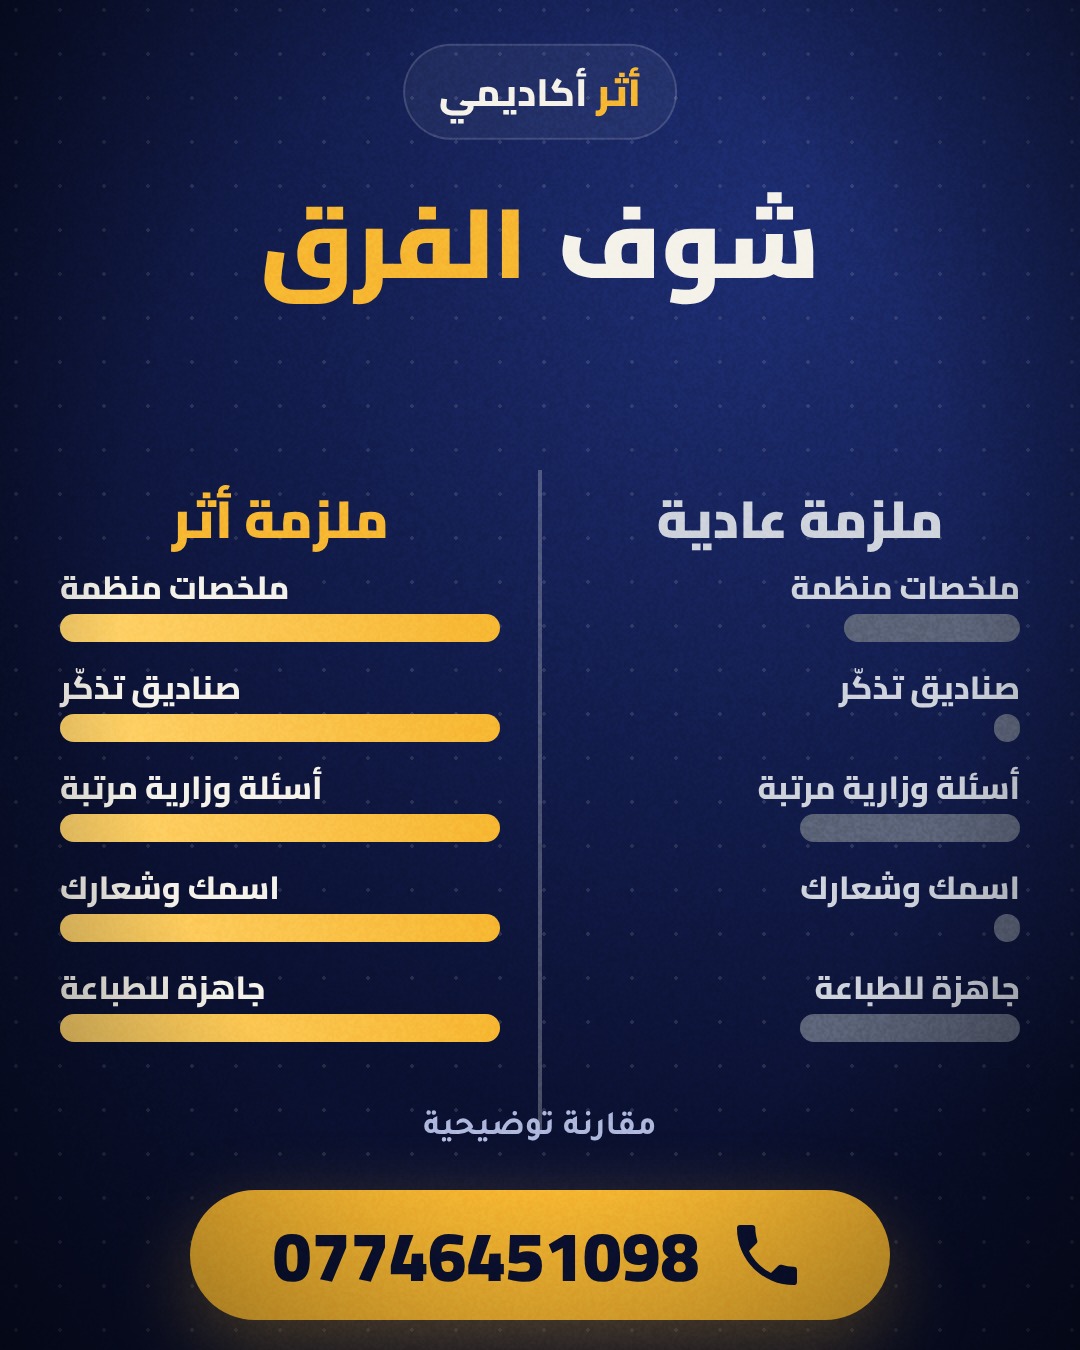 أثر أكاديمي
شوف الفرق
ملزمة عادية
ملخصات منظمة
صناديق تذكّر
أسئلة وزارية مرتبة
اسمك وشعارك
جاهزة للطباعة
ملزمة أثر
ملخصات منظمة
صناديق تذكّر
أسئلة وزارية مرتبة
اسمك وشعارك
جاهزة للطباعة
مقارنة توضيحية
07746451098